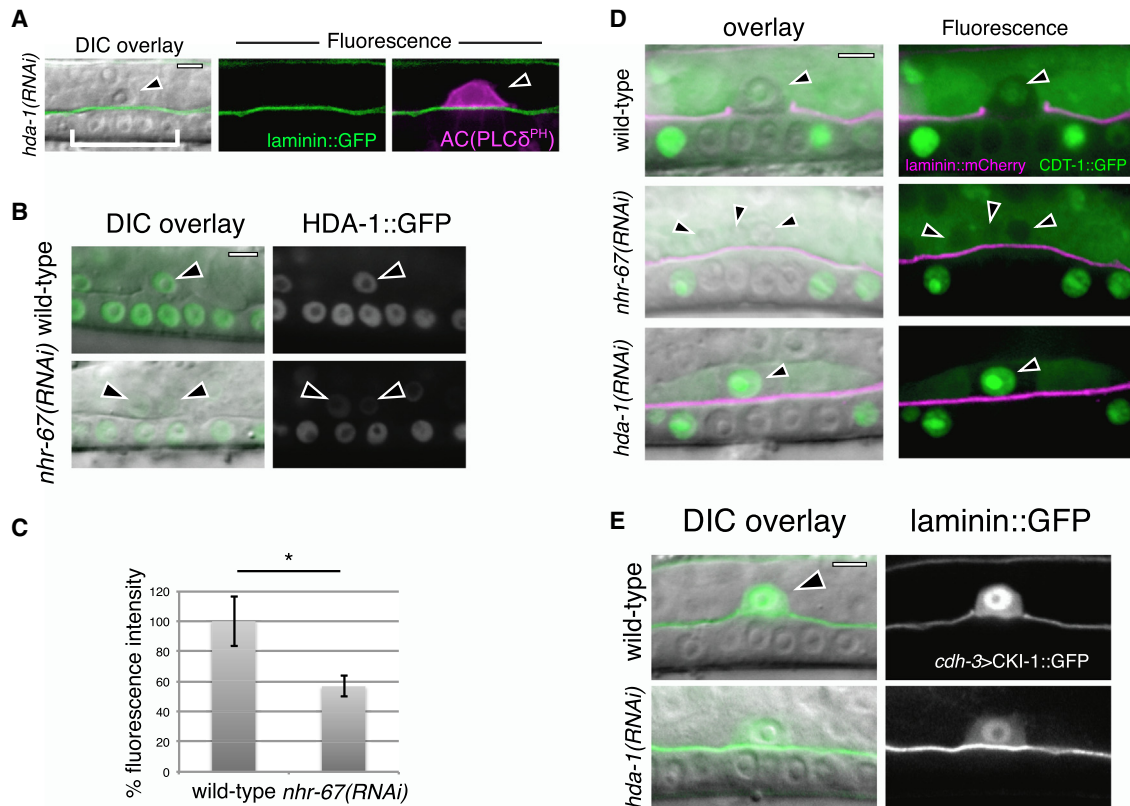 A
DIC overlay
Fluorescence
hda-1(RNAi)
laminin::GFP
AC(PLCδPH)
B
DIC overlay
HDA-1::GFP
wild-type
nhr-67(RNAi)
C
*
% fluorescence intensity
120
100
80
60
40
20
0
wild-type nhr-67(RNAi)
D
overlay
Fluorescence
wild-type
laminin::mCherry
CDT-1::GFP
nhr-67(RNAi)
hda-1(RNAi)
E
DIC overlay
laminin::GFP
wild-type
cdh-3>CKI-1::GFP
hda-1(RNAi)